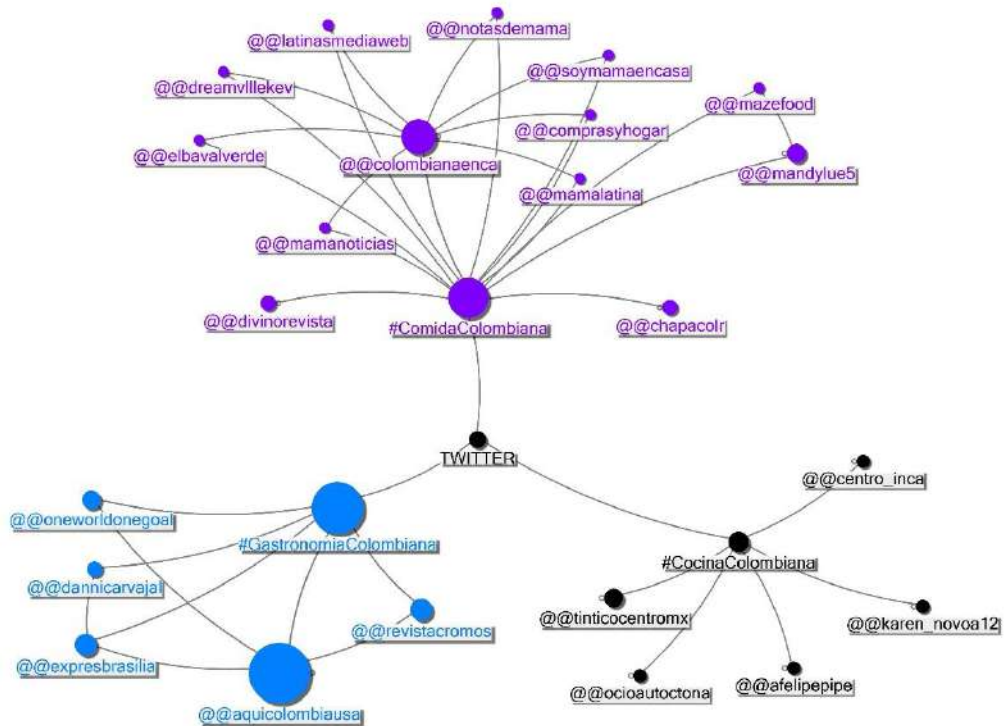 @@notasdemama
@@latinasmediaweb
@@soymamaencasa
@@dreamvlllekev
@@mazefood
@@comprasyhogar
@@elbavalverde
@@colombianaenca
@@mandylue5
@@mamalatina
@@mamanoticias
@@divinorevista
#ComidaColombiana
@@chapacolr
TWITTER
@@centro_inca
@@oneworldonegoal
#GastronomiaColombiana
#CocinaColombiana
@@dannicarvajal
@@tinticocentromx
@@karen_novoa12
@@revistacromos
@@expresbrasilia
@@ocioautoctona
@@afelipepipe
@@aquicolombiausa